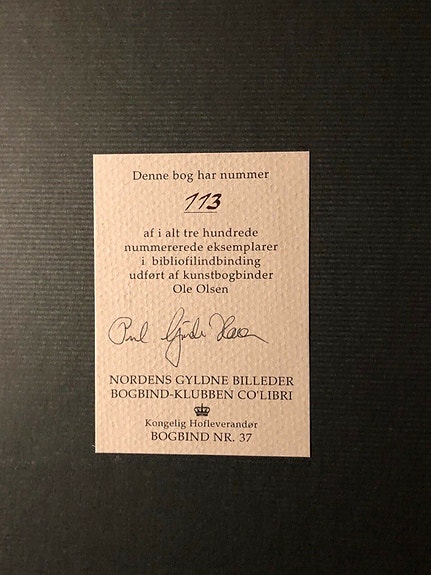 Denne bog har nummer
113
af i alt tre hundrede
nummererede eksemplarer
i bibliofilindbinding
udført af kunstbogbinder
Ole Olsen
NORDENS GYLDNE BILLEDER
BOGBIND-KLUBBEN CO'LIBRI
Kongelig Hofleverandør
BOGBIND NR. 37